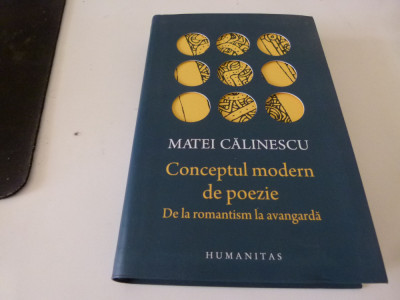 MATEI CĂLINESCU
Conceptul modern
de poezie
De la romantism la avangardă
HUMANITAS